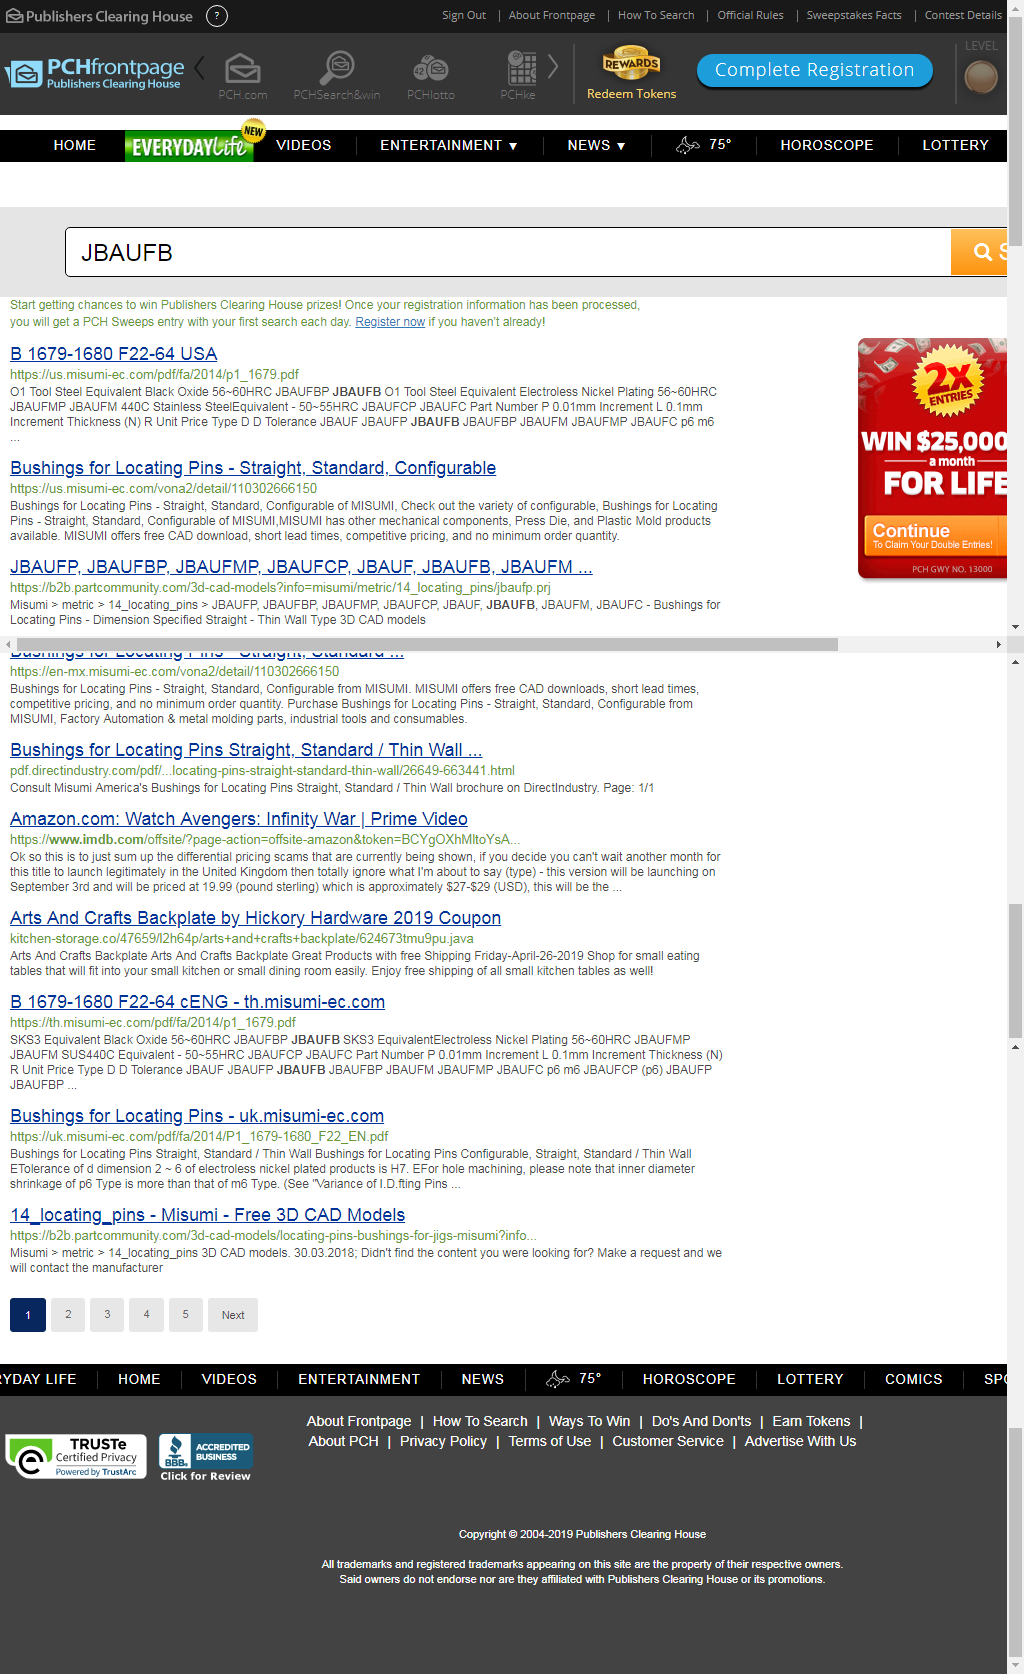 Publishers Clearing House ?
Sign Out | About Frontpage | How To Search | Official Rules | Sweepstakes Facts | Contest Details
PCHfrontpage
Publishers Clearing House
PCH.com
PCHSearch&win
42
PCHlotto
PCHke
REWARDS
Redeem Tokens
Complete Registration
LEVEL
HOME
EVERYDAY Life
NEW
VIDEOS
ENTERTAINMENT ▼
NEWS ▼
75°
HOROSCOPE
LOTTERY
JBAUFB
S
Start getting chances to win Publishers Clearing House prizes! Once your registration information has been processed,
you will get a PCH Sweeps entry with your first search each day. Register now if you haven't already!
B 1679-1680 F22-64 USA
https://us.misumi-ec.com/pdf/fa/2014/p1_1679.pdf
O1 Tool Steel Equivalent Black Oxide 56~60HRC JBAUFBP JBAUFB O1 Tool Steel Equivalent Electroless Nickel Plating 56~60HRC
JBAUFMP JBAUFM 440C Stainless SteelEquivalent - 50~55HRC JBAUFCP JBAUFC Part Number P 0.01mm Increment L 0.1mm
Increment Thickness (N) R Unit Price Type D D Tolerance JBAUF JBAUFP JBAUFB JBAUFBP JBAUFM JBAUFMP JBAUFC p6 m6
...
Bushings for Locating Pins - Straight, Standard, Configurable
https://us.misumi-ec.com/vona2/detail/110302666150
Bushings for Locating Pins - Straight, Standard, Configurable of MISUMI, Check out the variety of configurable, Bushings for Locating
Pins - Straight, Standard, Configurable of MISUMI,MISUMI has other mechanical components, Press Die, and Plastic Mold products
available. MISUMI offers free CAD download, short lead times, competitive pricing, and no minimum order quantity.
JBAUFP, JBAUFBP, JBAUFMP, JBAUFCP, JBAUF, JBAUFB, JBAUFM ...
https://b2b.partcommunity.com/3d-cad-models?info=misumi/metric/14_locating_pins/jbaufp.prj
Misumi > metric > 14_locating_pins > JBAUFP, JBAUFBP, JBAUFMP, JBAUFCP, JBAUF, JBAUFB, JBAUFM, JBAUFC - Bushings for
Locating Pins - Dimension Specified Straight - Thin Wall Type 3D CAD models
2X
ENTRIES
WIN $25,000
a month
FOR LIFE
Continue
To Claim Your Double Entries!
PCH GWY NO. 13000
Bushings for Locating Pins - Straight, Standard ...
https://en-mx.misumi-ec.com/vona2/detail/110302666150
Bushings for Locating Pins - Straight, Standard, Configurable from MISUMI. MISUMI offers free CAD downloads, short lead times,
competitive pricing, and no minimum order quantity. Purchase Bushings for Locating Pins - Straight, Standard, Configurable from
MISUMI, Factory Automation & metal molding parts, industrial tools and consumables.
Bushings for Locating Pins Straight, Standard / Thin Wall ...
pdf.directindustry.com/pdf/...locating-pins-straight-standard-thin-wall/26649-663441.html
Consult Misumi America's Bushings for Locating Pins Straight, Standard / Thin Wall brochure on DirectIndustry. Page: 1/1
Amazon.com: Watch Avengers: Infinity War | Prime Video
https://www.imdb.com/offsite/?page-action=offsite-amazon&token=BCYgOXhMltoYsA...
Ok so this is to just sum up the differential pricing scams that are currently being shown, if you decide you can't wait another month for
this title to launch legitimately in the United Kingdom then totally ignore what I'm about to say (type) - this version will be launching on
September 3rd and will be priced at 19.99 (pound sterling) which is approximately $27-$29 (USD), this will be the ...
Arts And Crafts Backplate by Hickory Hardware 2019 Coupon
kitchen-storage.co/47659/l2h64p/arts+and+crafts+backplate/624673tmu9pu.java
Arts And Crafts Backplate Arts And Crafts Backplate Great Products with free Shipping Friday-April-26-2019 Shop for small eating
tables that will fit into your small kitchen or small dining room easily. Enjoy free shipping of all small kitchen tables as well!
B 1679-1680 F22-64 cENG - th.misumi-ec.com
https://th.misumi-ec.com/pdf/fa/2014/p1_1679.pdf
SKS3 Equivalent Black Oxide 56~60HRC JBAUFBP JBAUFB SKS3 EquivalentElectroless Nickel Plating 56~60HRC JBAUFMP
JBAUFM SUS440C Equivalent - 50~55HRC JBAUFCP JBAUFC Part Number P 0.01mm Increment L 0.1mm Increment Thickness (N)
R Unit Price Type D D Tolerance JBAUF JBAUFP JBAUFB JBAUFBP JBAUFM JBAUFMP JBAUFC p6 m6 JBAUFCP (p6) JBAUFP
JBAUFBP ...
Bushings for Locating Pins - uk.misumi-ec.com
https://uk.misumi-ec.com/pdf/fa/2014/P1_1679-1680_F22_EN.pdf
Bushings for Locating Pins Straight, Standard / Thin Wall Bushings for Locating Pins Configurable, Straight, Standard / Thin Wall
ETolerance of d dimension 2 ~ 6 of electroless nickel plated products is H7. EFor hole machining, please note that inner diameter
shrinkage of p6 Type is more than that of m6 Type. (See "Variance of I.D.fting Pins ...
14_locating_pins - Misumi - Free 3D CAD Models
https://b2b.partcommunity.com/3d-cad-models/locating-pins-bushings-for-jigs-misumi?info...
Misumi > metric > 14_locating_pins 3D CAD models. 30.03.2018; Didn't find the content you were looking for? Make a request and we
will contact the manufacturer
1 2 3 4 5 Next
RYDAY LIFE | HOME | VIDEOS | ENTERTAINMENT | NEWS | 75° | HOROSCOPE | LOTTERY | COMICS | SPO
About Frontpage | How To Search | Ways To Win | Do's And Don'ts | Earn Tokens |
About PCH | Privacy Policy | Terms of Use | Customer Service | Advertise With Us
TRUSTe
Certified Privacy
Powered by TrustArc
BBB.
ACCREDITED
BUSINESS
Click for Review
Copyright © 2004-2019 Publishers Clearing House
All trademarks and registered trademarks appearing on this site are the property of their respective owners.
Said owners do not endorse nor are they affiliated with Publishers Clearing House or its promotions.